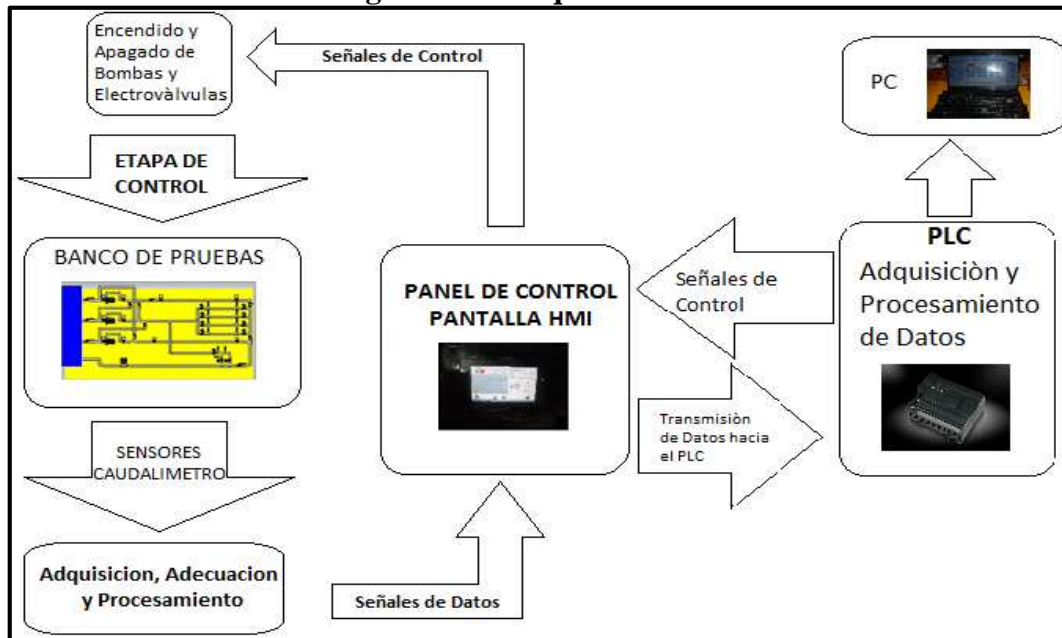 Encendido y
Apagado de
Bombas y
Electrovàlvulas
Señales de Control
PC
ETAPA DE
CONTROL
BANCO DE PRUEBAS
PANEL DE CONTROL
PANTALLA HMI
Señales de
Control
PLC
Adquisiciòn y
Procesamiento
de Datos
Transmisiòn
de Datos hacia
el PLC
SENSORES
CAUDALIMETRO
Adquisicion, Adecuacion
y Procesamiento
Señales de Datos